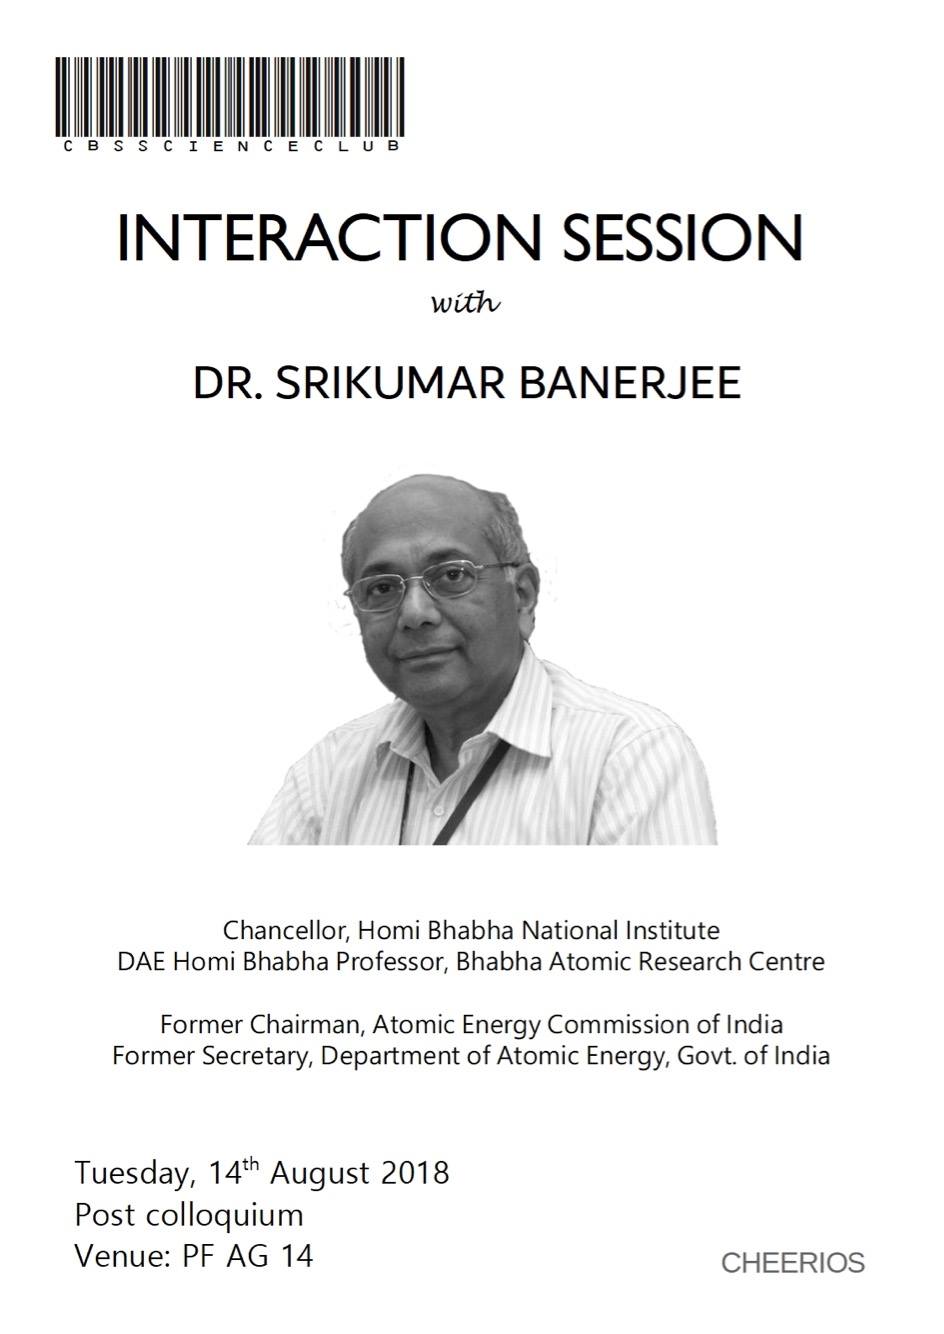 CBSSCIENCECLUB
INTERACTION SESSION
with
DR. SRIKUMAR BANERJEE
Chancellor, Homi Bhabha National Institute
DAE Homi Bhabha Professor, Bhabha Atomic Research Centre
Former Chairman, Atomic Energy Commission of India
Former Secretary, Department of Atomic Energy, Govt. of India
Tuesday, 14th August 2018
Post colloquium
Venue: PF AG 14
CHEERIOS